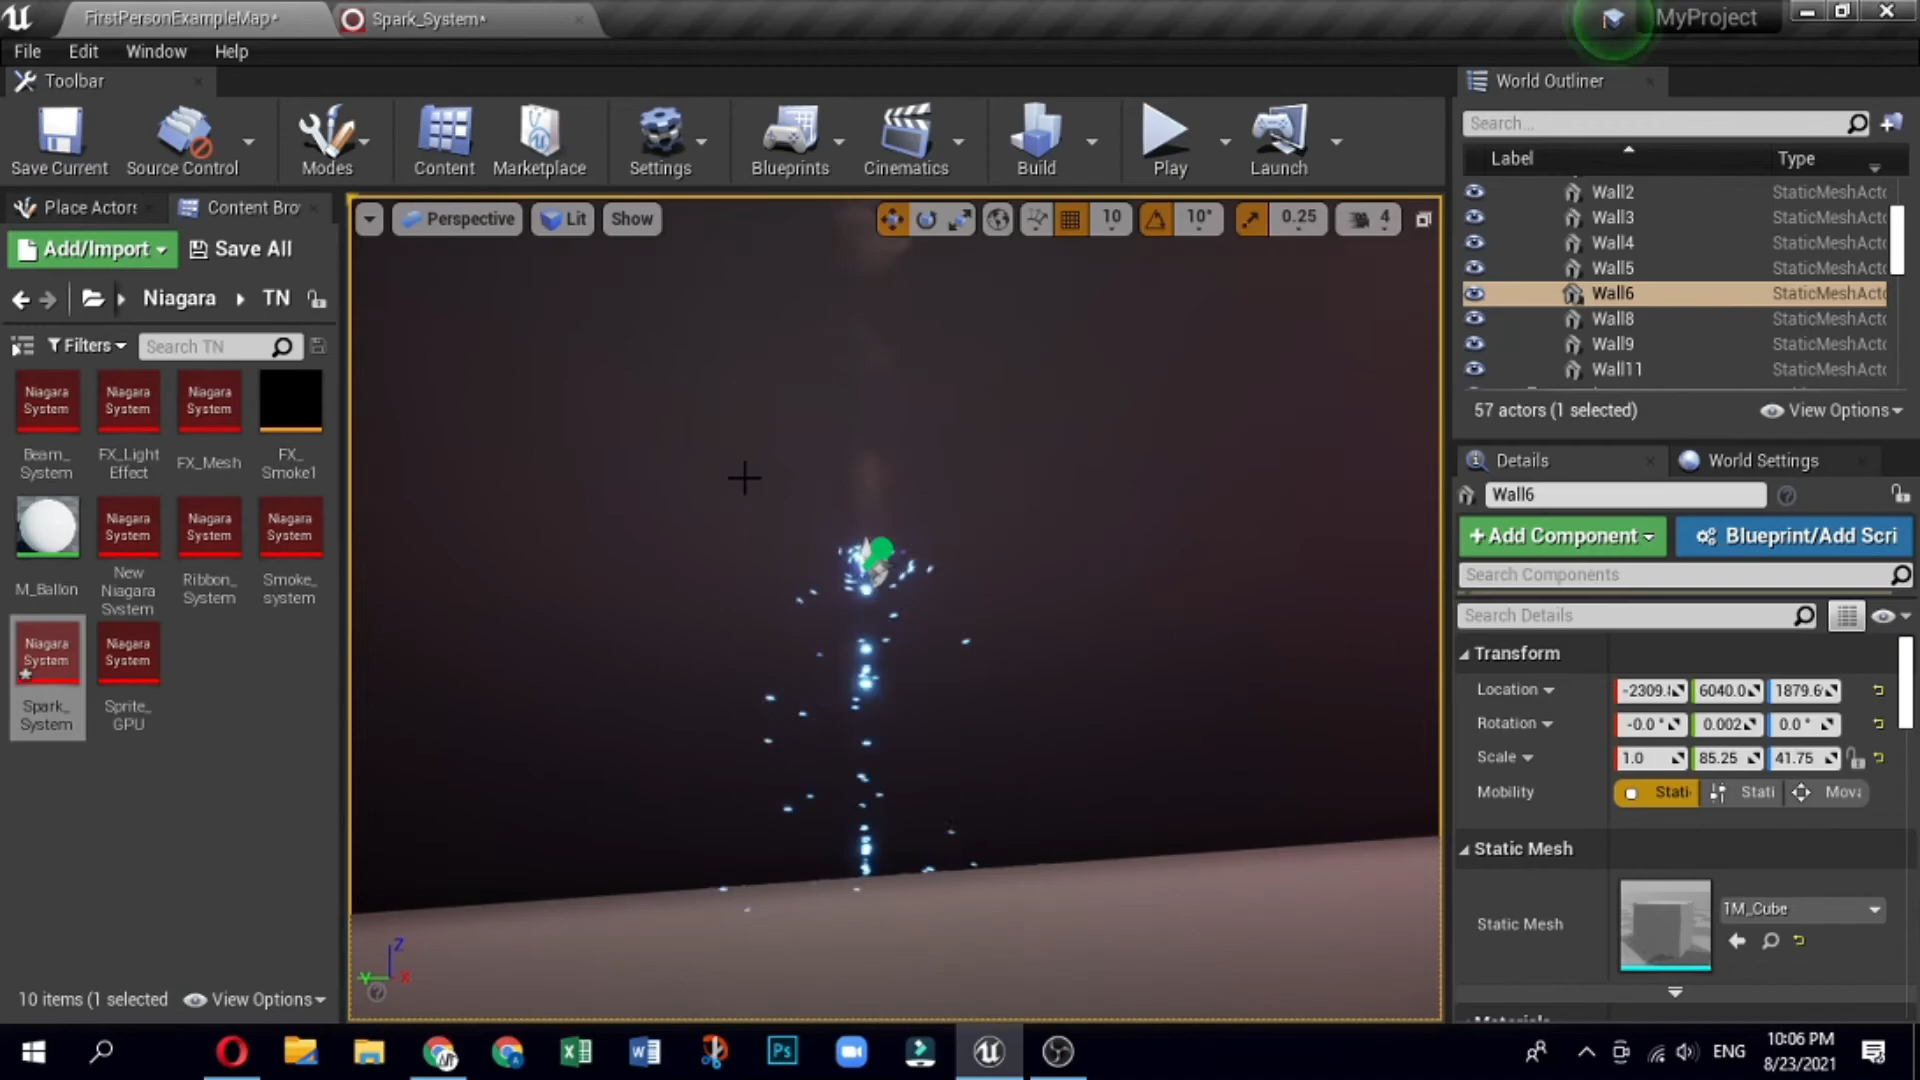 FirstPersonExampleMap*
Spark_System*
MyProject
File Edit Window Help
Toolbar
Save Current
Source Control
Modes
Content
Marketplace
Settings
Blueprints
Cinematics
Build
Play
Launch
Place Actors
Content Bro
Add/Import
Save All
Niagara
TN
Filters
Search TN
Niagara System
Niagara System
Niagara System
Beam_System
FX_Light Effect
FX_Mesh
FX_Smoke1
Niagara System
Niagara System
Niagara System
M_Ballon
New Niagara System
Ribbon_System
Smoke_system
Niagara System
Niagara System
Spark_System
Sprite_GPU
10 items (1 selected
View Options
Perspective
Lit
Show
10
10°
0.25
4
Z
Y
X
World Outliner
Search...
Label
Type
Wall2 StaticMeshActo
Wall3 StaticMeshActo
Wall4 StaticMeshActo
Wall5 StaticMeshActo
Wall6 StaticMeshActo
Wall8 StaticMeshActo
Wall9 StaticMeshActo
Wall11 StaticMeshActo
57 actors (1 selected)
View Options
Details
World Settings
Wall6
+Add Component
Blueprint/Add Scri
Search Components
Search Details
Transform
Location -2309. 6040.0 1879.6
Rotation -0.0 ° 0.002 0.0 °
Scale 1.0 85.25 41.75
Mobility Stati Stati Mova
Static Mesh
Static Mesh
1M_Cube
ENG
10:06 PM
8/23/2021